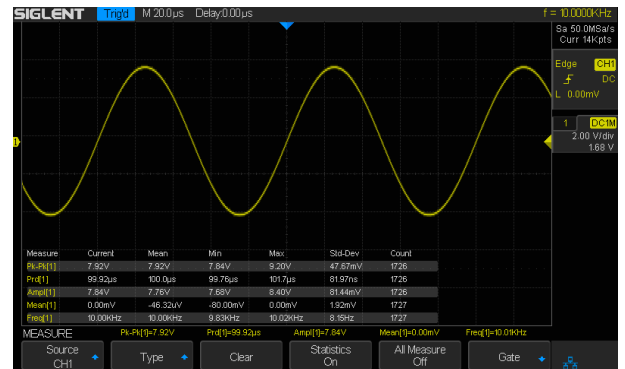 SIGLENT Trig'd M 20.0µs Delay:0.00µs f = 10.0000KHz
Sa 50.0MSa/s
Curr 14Kpts
Edge CH1
DC
L 0.00mV
1 DC1M
2.00 V/div
1.68 V
1
Measure Current Mean Min Max Std-Dev Count
Pk-Pk[1] 7.92V 7.92V 7.84V 9.20V 47.67mV 1726
Prd[1] 99.92µs 100.0µs 99.76µs 101.7µs 81.97ns 1726
Ampl[1] 7.84V 7.76V 7.68V 8.40V 81.44mV 1726
Mean[1] 0.00mV -46.32uV -80.00mV 0.00mV 1.92mV 1727
Freq[1] 10.00KHz 10.00KHz 9.83KHz 10.02KHz 8.15Hz 1727
MEASURE Pk-Pk[1]=7.92V Prd[1]=99.92µs Ampl[1]=7.84V Mean[1]=0.00mV Freq[1]=10.01KHz
Source
CH1
Type
Clear
Statistics
On
All Measure
Off
Gate